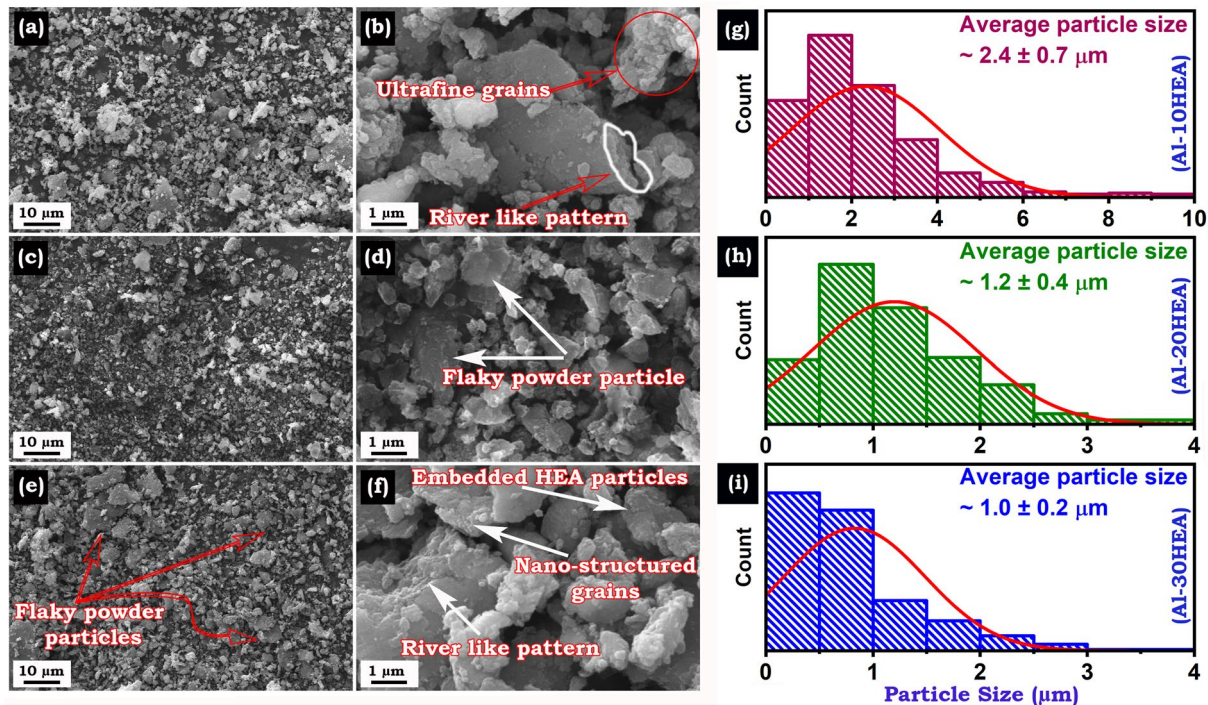 (a)
10 μm
(b)
Ultrafine grains
River like pattern
1 μm
(c)
10 μm
(d)
Flaky powder particle
1 μm
(e)
Flaky powder
particles
10 μm
(f)
Embedded HEA particles
Nano-structured
grains
River like pattern
1 μm
(g)
Average particle size
~ 2.4 ± 0.7 μm
Count
(Al-10HEA)
0 2 4 6 8 10
(h)
Average particle size
~ 1.2 ± 0.4 μm
Count
(Al-20HEA)
0 1 2 3 4
(i)
Average particle size
~ 1.0 ± 0.2 μm
Count
(Al-30HEA)
0 1 2 3 4
Particle Size (μm)